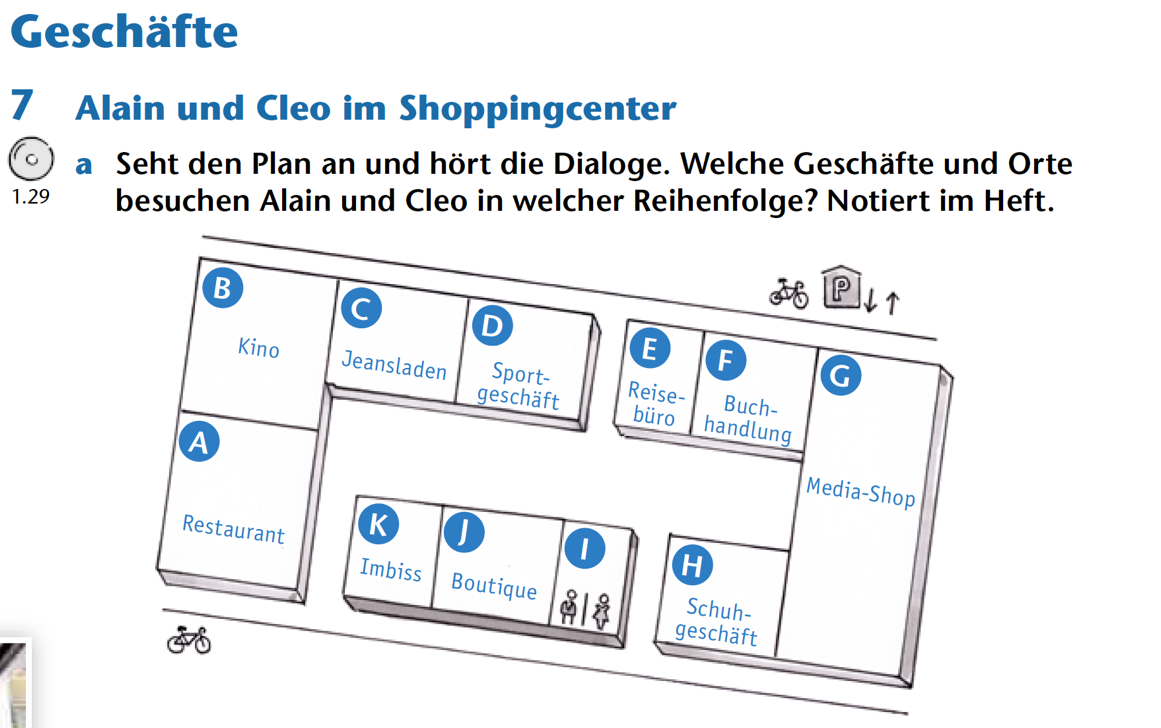 Geschäfte
7 Alain und Cleo im Shoppingcenter
1.29
a Seht den Plan an und hört die Dialoge. Welche Geschäfte und Orte
besuchen Alain und Cleo in welcher Reihenfolge? Notiert im Heft.
P
B
Kino
C
Jeansladen
D
Sport-
geschäft
E
Reise-
büro
F
Buch-
handlung
G
Media-Shop
A
Restaurant
K
Imbiss
J
Boutique
I
H
Schuh-
geschäft